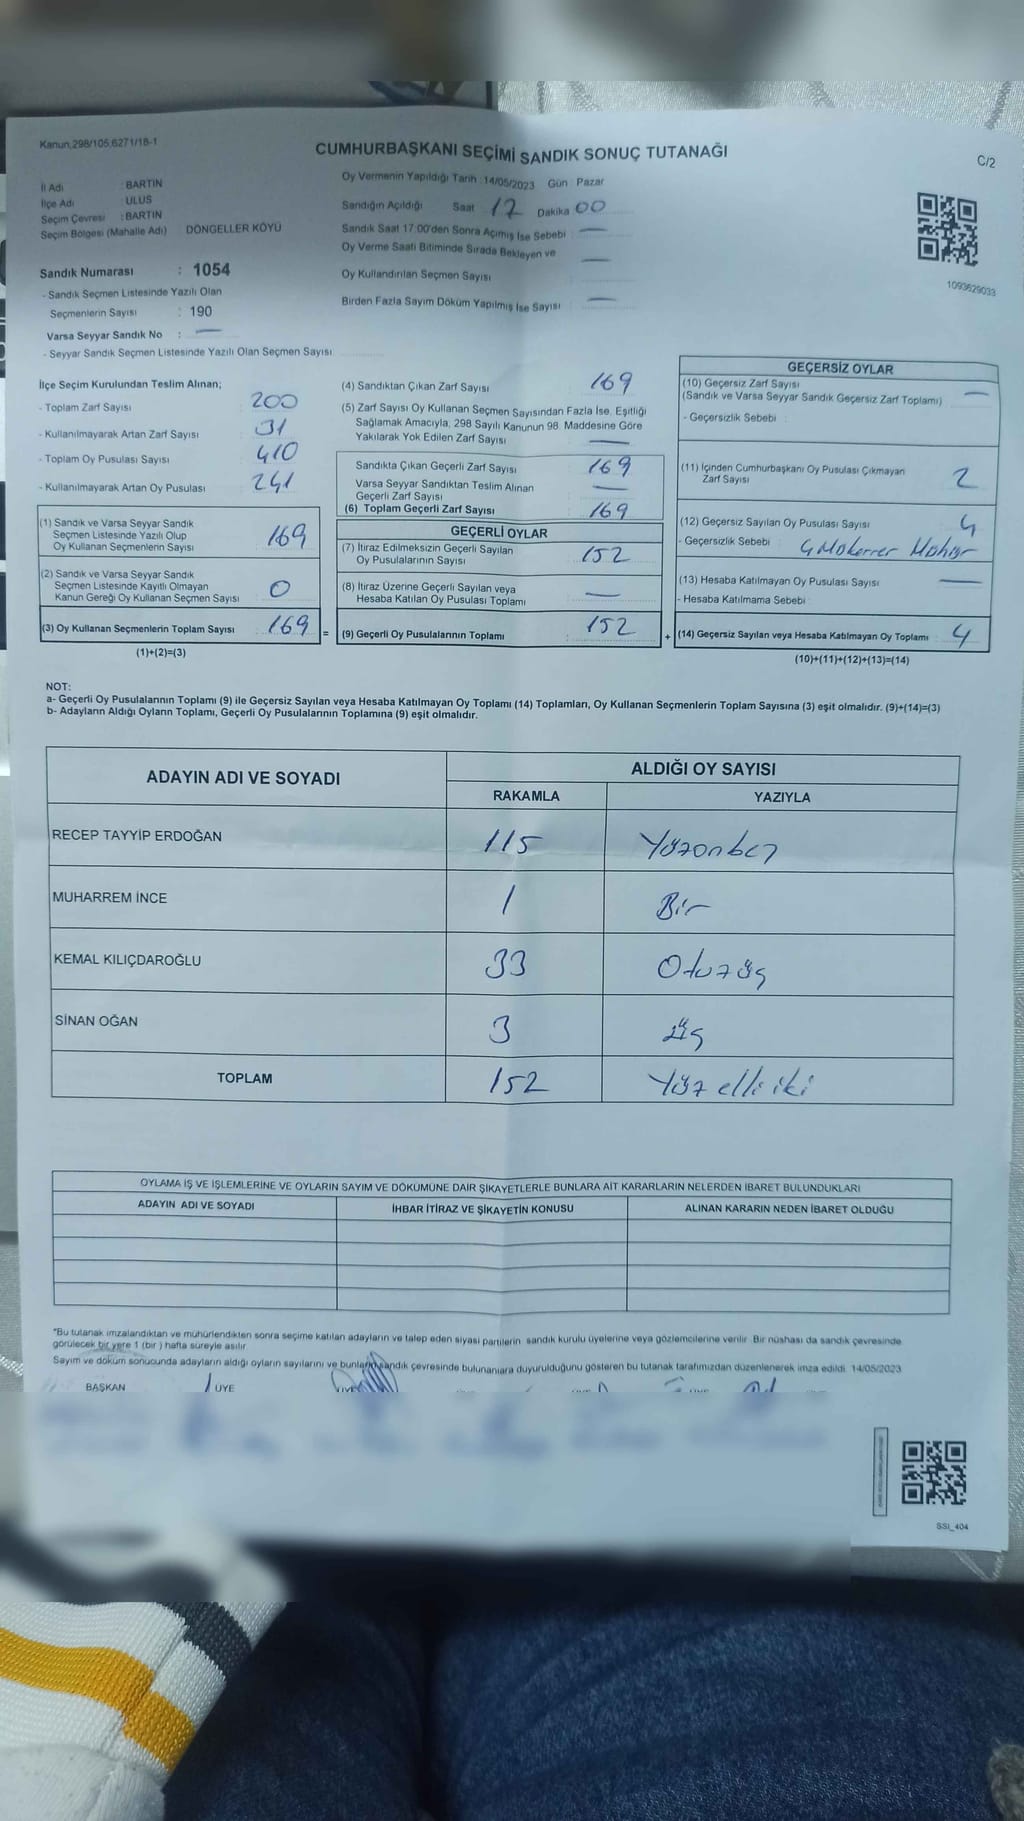 Kanun,298/105,6271/18-1
CUMHURBAŞKANI SEÇİMİ SANDIK SONUÇ TUTANAĞI
C/2
İl Adı : BARTIN
İlçe Adı : ULUS
Seçim Çevresi : BARTIN
Seçim Bölgesi (Mahalle Adı) DÖNGELLER KÖYÜ
Oy Vermenin Yapıldığı Tarih :14/05/2023 Gün Pazar
Sandığın Açıldığı Saat 17 Dakika 00
Sandık Saat 17:00'den Sonra Açımış İse Sebebi : —
Oy Verme Saati Bitiminde Sırada Bekleyen ve
Oy Kullandırılan Seçmen Sayısı : —
Birden Fazla Sayım Döküm Yapılmış İse Sayısı : —
1093629033
Sandık Numarası : 1054
- Sandık Seçmen Listesinde Yazılı Olan
Seçmenlerin Sayısı : 190
Varsa Seyyar Sandık No : —
- Seyyar Sandık Seçmen Listesinde Yazılı Olan Seçmen Sayısı
İlçe Seçim Kurulundan Teslim Alınan;
- Toplam Zarf Sayısı 200
- Kullanılmayarak Artan Zarf Sayısı 31
- Toplam Oy Pusulası Sayısı 410
- Kullanılmayarak Artan Oy Pusulası 241
(1) Sandık ve Varsa Seyyar Sandık
Seçmen Listesinde Yazılı Olup
Oy Kullanan Seçmenlerin Sayısı 169
(2) Sandık ve Varsa Seyyar Sandık
Seçmen Listesinde Kayıtlı Olmayan
Kanun Gereği Oy Kullanan Seçmen Sayısı 0
(3) Oy Kullanan Seçmenlerin Toplam Sayısı : 169 =
(1)+(2)=(3)
(4) Sandıktan Çıkan Zarf Sayısı 169
(5) Zarf Sayısı Oy Kullanan Seçmen Sayısından Fazla İse, Eşitliği
Sağlamak Amacıyla, 298 Sayılı Kanunun 98. Maddesine Göre
Yakılarak Yok Edilen Zarf Sayısı —
Sandıkta Çıkan Geçerli Zarf Sayısı : 169
Varsa Seyyar Sandıktan Teslim Alınan
Geçerli Zarf Sayısı —
(6) Toplam Geçerli Zarf Sayısı 169
GEÇERLİ OYLAR
(7) İtiraz Edilmeksizin Geçerli Sayılan
Oy Pusulalarının Sayısı : 152
(8) İtiraz Üzerine Geçerli Sayılan veya
Hesaba Katılan Oy Pusulası Toplamı : —
(9) Geçerli Oy Pusulalarının Toplamı : 152 +
GEÇERSİZ OYLAR
(10) Geçersiz Zarf Sayısı
(Sandık ve Varsa Seyyar Sandık Geçersiz Zarf Toplamı) —
- Geçersizlik Sebebi :
(11) İçinden Cumhurbaşkanı Oy Pusulası Çıkmayan
Zarf Sayısı 2
(12) Geçersiz Sayılan Oy Pusulası Sayısı 4
- Geçersizlik Sebebi : 4 Mükerrer Mühür
(13) Hesaba Katılmayan Oy Pusulası Sayısı —
- Hesaba Katılmama Sebebi :
(14) Geçersiz Sayılan veya Hesaba Katılmayan Oy Toplamı : 4
(10)+(11)+(12)+(13)=(14)
NOT:
a- Geçerli Oy Pusulalarının Toplamı (9) ile Geçersiz Sayılan veya Hesaba Katılmayan Oy Toplamı (14) Toplamları, Oy Kullanan Seçmenlerin Toplam Sayısına (3) eşit olmalıdır. (9)+(14)=(3)
b- Adayların Aldığı Oyların Toplamı, Geçerli Oy Pusulalarının Toplamına (9) eşit olmalıdır.
ADAYIN ADI VE SOYADI
ALDIĞI OY SAYISI
RAKAMLA YAZIYLA
RECEP TAYYİP ERDOĞAN 115 Yüzonbeş
MUHARREM İNCE 1 Bir
KEMAL KILIÇDAROĞLU 33 Otuzüç
SİNAN OĞAN 3 üç
TOPLAM 152 Yüzelliiki
OYLAMA İŞ VE İŞLEMLERİNE VE OYLARIN SAYIM VE DÖKÜMÜNE DAİR ŞİKAYETLERLE BUNLARA AİT KARARLARIN NELERDEN İBARET BULUNDUKLARI
ADAYIN ADI VE SOYADI İHBAR İTİRAZ VE ŞİKAYETİN KONUSU ALINAN KARARIN NEDEN İBARET OLDUĞU
*Bu tutanak imzalandıktan ve mühürlendikten sonra seçime katılan adayların ve talep eden siyasi partilerin sandık kurulu üyelerine veya gözlemcilerine verilir. Bir nüshası da sandık çevresinde
görülecek bir yere 1 (bir ) hafta süreyle asılır
Sayım ve döküm sonucunda adayların aldığı oyların sayılarını ve bunların sandık çevresinde bulunanlara duyurulduğunu gösteren bu tutanak tarafımızdan düzenlenerek imza edildi. 14/05/2023
BAŞKAN ÜYE
SSI_404